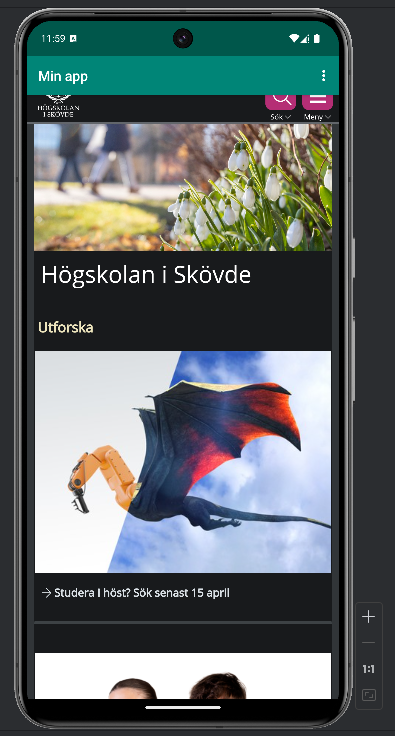 11:59
Min app
HÖGSKOLAN
I SKÖVDE
Sök
Meny
Högskolan i Skövde
Utforska
→ Studera i höst? Sök senast 15 april
1:1